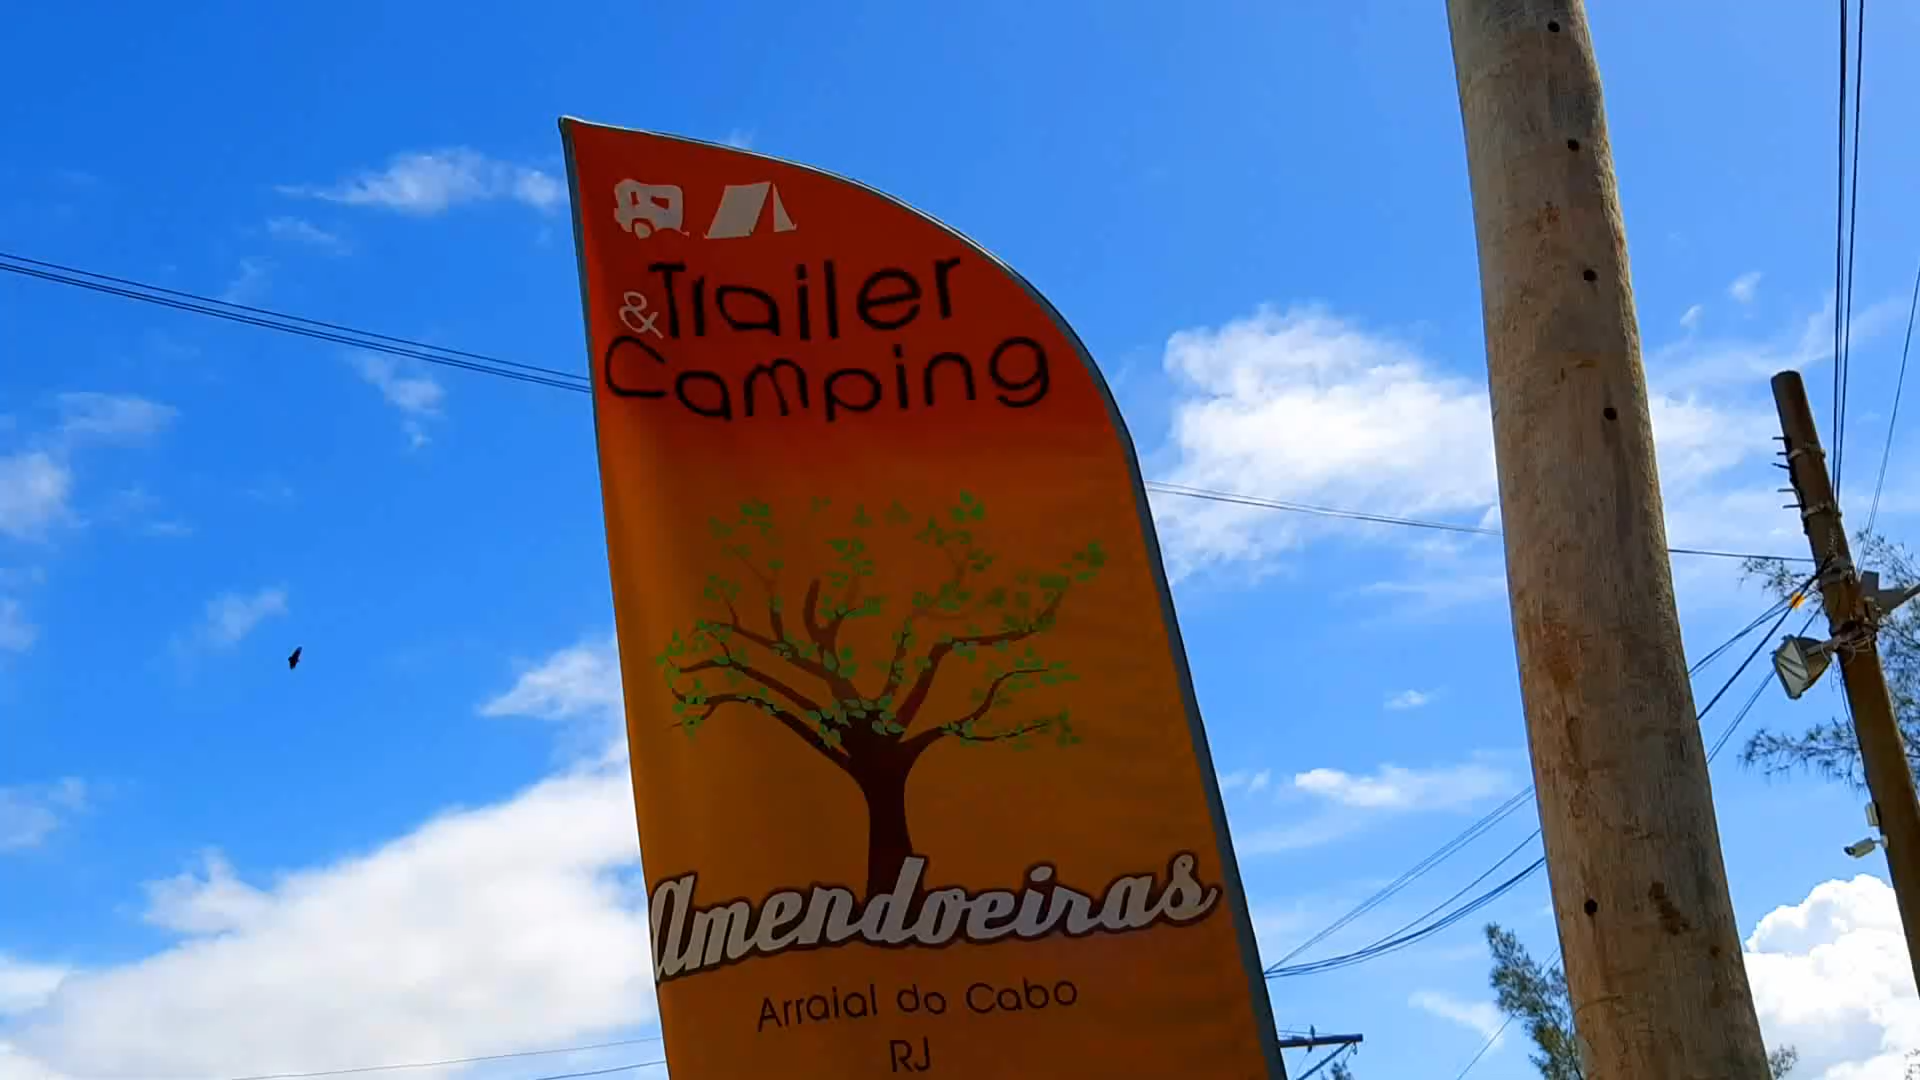 Trailer
& Camping
Amendoeiras
Arraial do Cabo
RJ